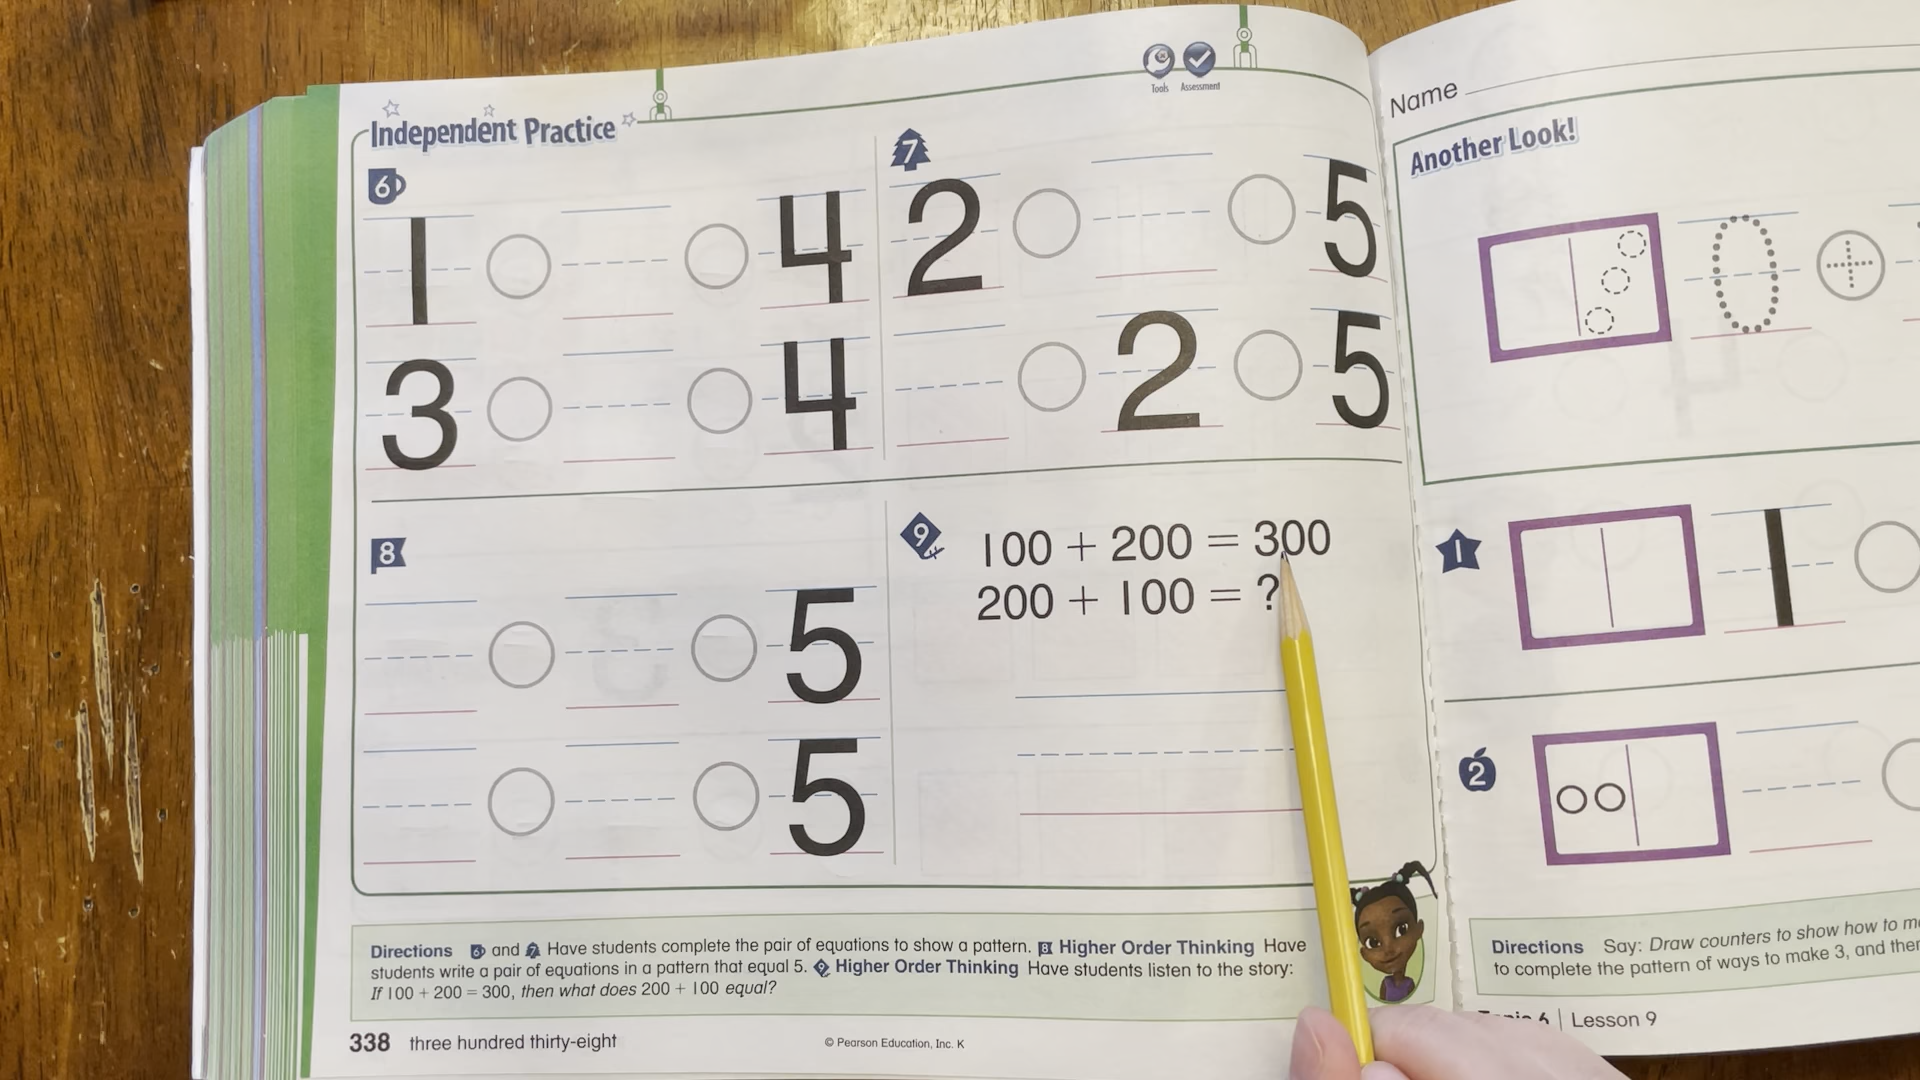 Tools Assessment
Independent Practice
6
1 4
3 4
7
2 5
2 5
8
5
5
9
100 + 200 = 300
200 + 100 = ?
Directions 6 and 7 Have students complete the pair of equations to show a pattern. 8 Higher Order Thinking Have
students write a pair of equations in a pattern that equal 5. 9 Higher Order Thinking Have students listen to the story:
If 100 + 200 = 300, then what does 200 + 100 equal?
338 three hundred thirty-eight
© Pearson Education, Inc. K
Name
Another Look!
0 +
1
1
2
Directions Say: Draw counters to show how to
to complete the pattern of ways to make 3, and
6 | Lesson 9